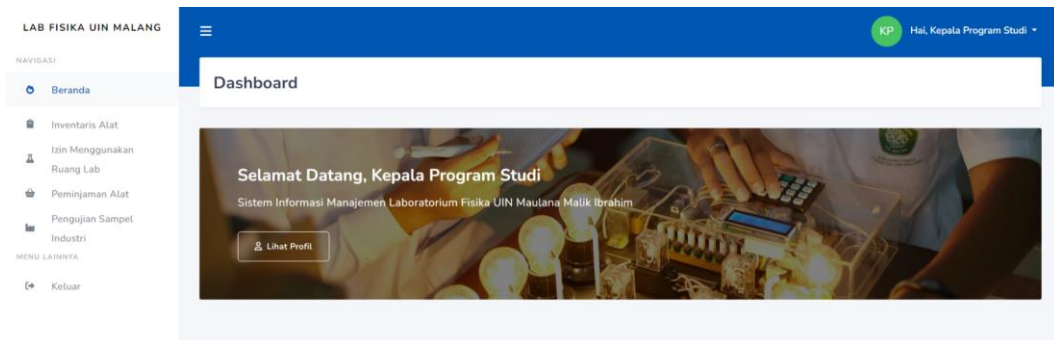 LAB FISIKA UIN MALANG
NAVIGASI
Beranda
Inventaris Alat
Izin Menggunakan
Ruang Lab
Peminjaman Alat
Pengujian Sampel
Industri
MENU LAINNYA
Keluar
KP
Hai, Kepala Program Studi
Dashboard
Selamat Datang, Kepala Program Studi
Sistem Informasi Manajemen Laboratorium Fisika UIN Maulana Malik Ibrahim
Lihat Profil